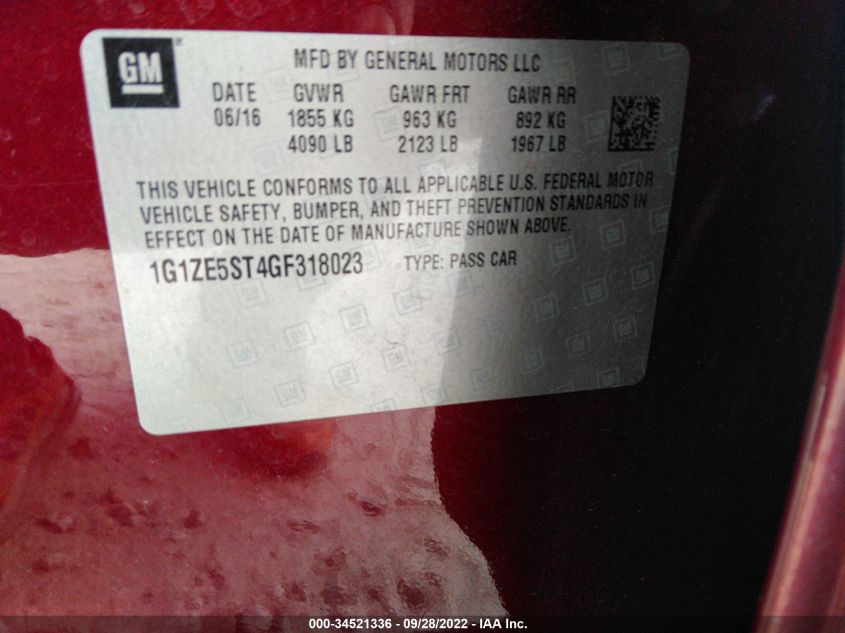 GM
MFD BY GENERAL MOTORS LLC
DATE GVWR GAWR FRT GAWR RR
06/16 1855 KG 963 KG 892 KG
4090 LB 2123 LB 1967 LB
THIS VEHICLE CONFORMS TO ALL APPLICABLE U.S. FEDERAL MOTOR
VEHICLE SAFETY, BUMPER, AND THEFT PREVENTION STANDARDS IN
EFFECT ON THE DATE OF MANUFACTURE SHOWN ABOVE.
1G1ZE5ST4GF318023 TYPE: PASS CAR
000-34521336 - 09/28/2022 - IAA Inc.